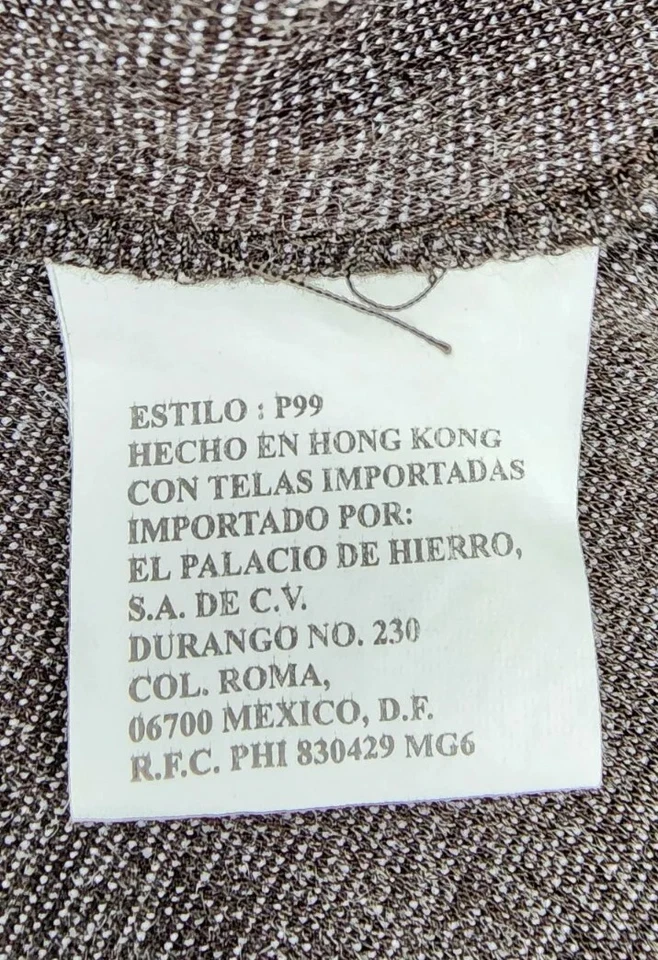 ESTILO : P99
HECHO EN HONG KONG
CON TELAS IMPORTADAS
IMPORTADO POR:
EL PALACIO DE HIERRO,
S.A. DE C.V.
DURANGO NO. 230
COL. ROMA,
06700 MEXICO, D.F.
R.F.C. PHI 830429 MG6